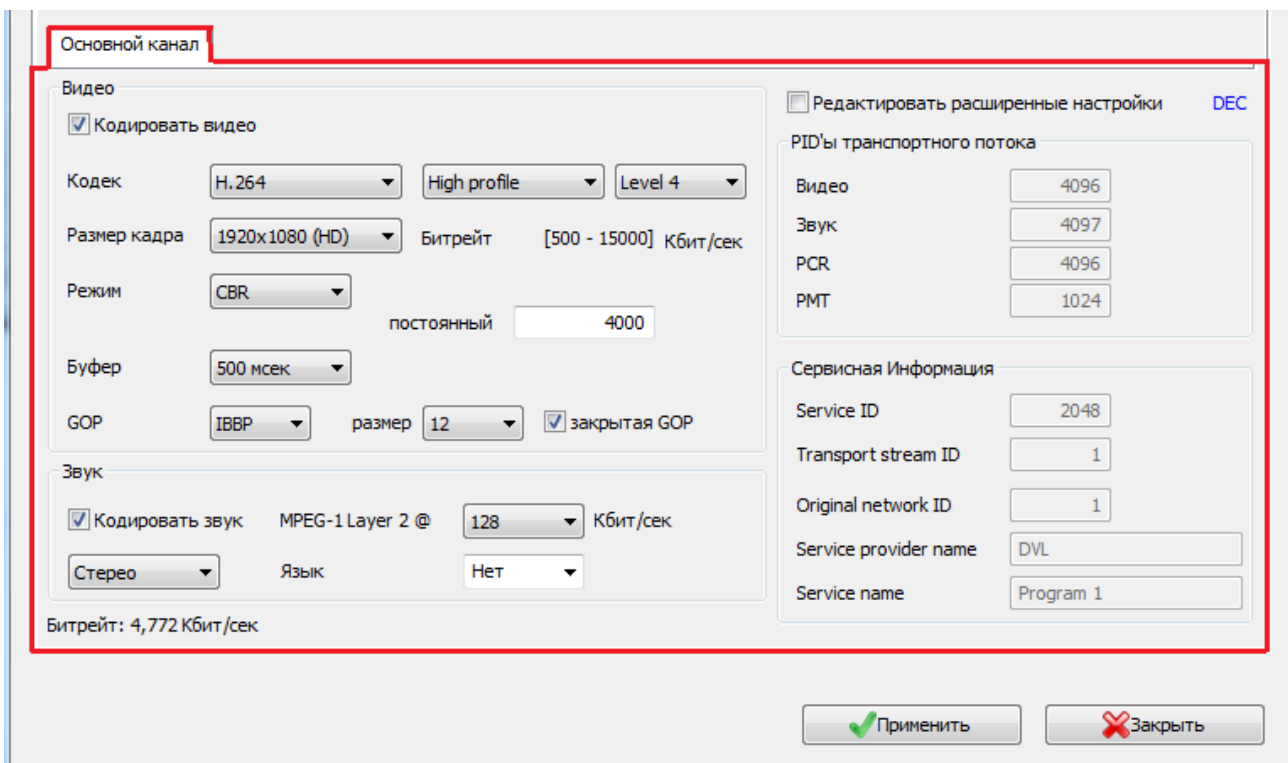 Основной канал
Видео
Кодировать видео
Кодек H.264 High profile Level 4
Размер кадра 1920x1080 (HD) Битрейт [500 - 15000] Кбит/сек
Режим CBR
постоянный 4000
Буфер 500 мсек
GOP IBBP размер 12 закрытая GOP
Звук
Кодировать звук MPEG-1 Layer 2 @ 128 Кбит/сек
Стерео Язык Нет
Битрейт: 4,772 Кбит/сек
Редактировать расширенные настройки DEC
PID'ы транспортного потока
Видео 4096
Звук 4097
PCR 4096
PMT 1024
Сервисная Информация
Service ID 2048
Transport stream ID 1
Original network ID 1
Service provider name DVL
Service name Program 1
Применить Закрыть